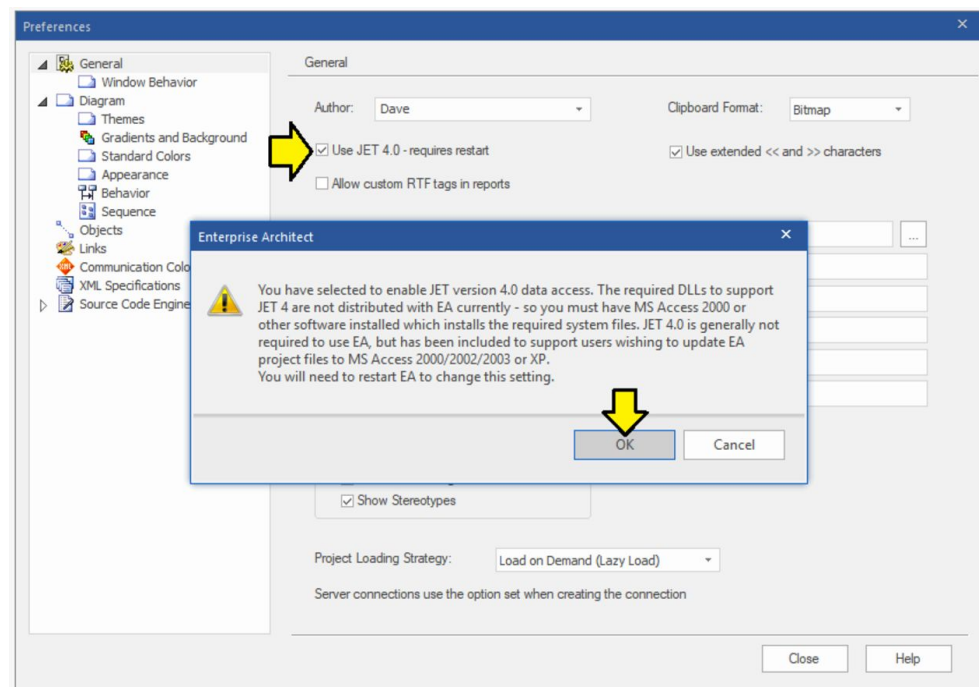 Preferences
General
Window Behavior
Diagram
Themes
Gradients and Background
Standard Colors
Appearance
Behavior
Sequence
Objects
Links
Communication Colo
XML Specifications
Source Code Engine
General
Author:
Dave
Clipboard Format:
Bitmap
Use JET 4.0 - requires restart
Use extended << and >> characters
Allow custom RTF tags in reports
...
Enterprise Architect
You have selected to enable JET version 4.0 data access. The required DLLs to support
JET 4 are not distributed with EA currently - so you must have MS Access 2000 or
other software installed which installs the required system files. JET 4.0 is generally not
required to use EA, but has been included to support users wishing to update EA
project files to MS Access 2000/2002/2003 or XP.
You will need to restart EA to change this setting.
OK
Cancel
Show Stereotypes
Project Loading Strategy:
Load on Demand (Lazy Load)
Server connections use the option set when creating the connection
Close
Help